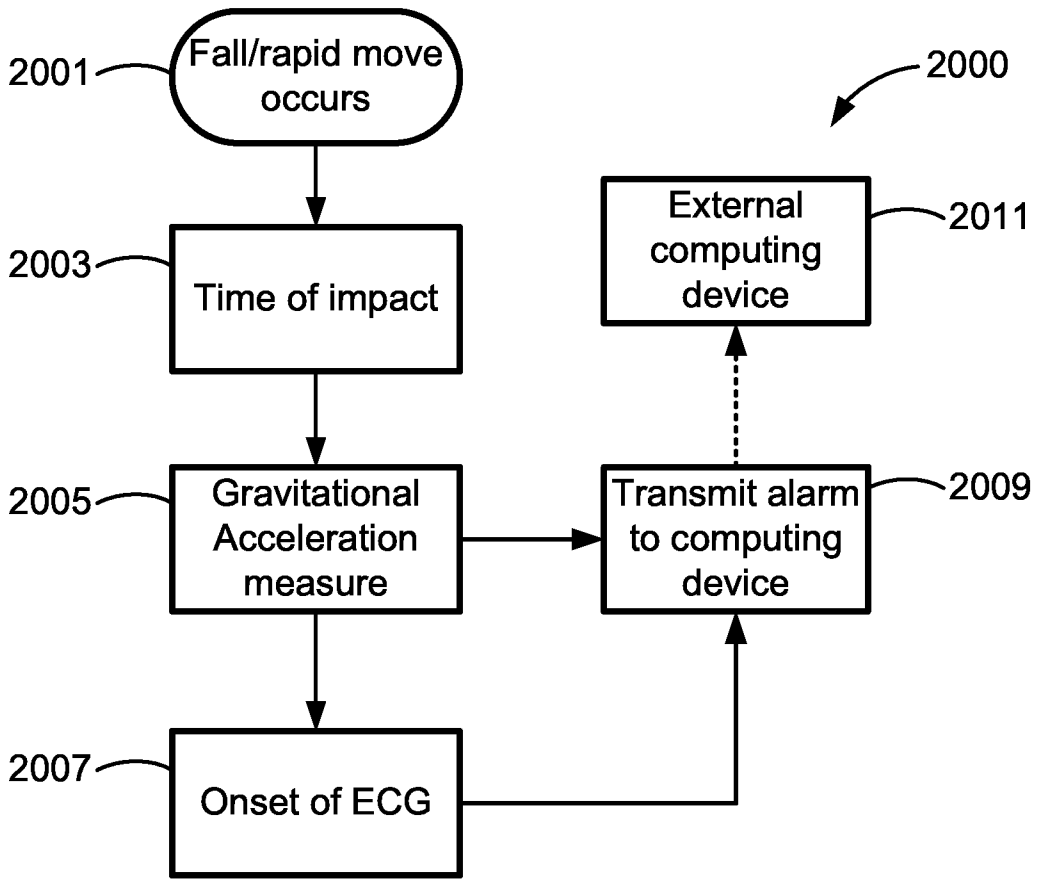 2001
Fall/rapid move
occurs
2000
2003
Time of impact
External
computing
device
2011
2005
Gravitational
Acceleration
measure
Transmit alarm
to computing
device
2009
2007
Onset of ECG